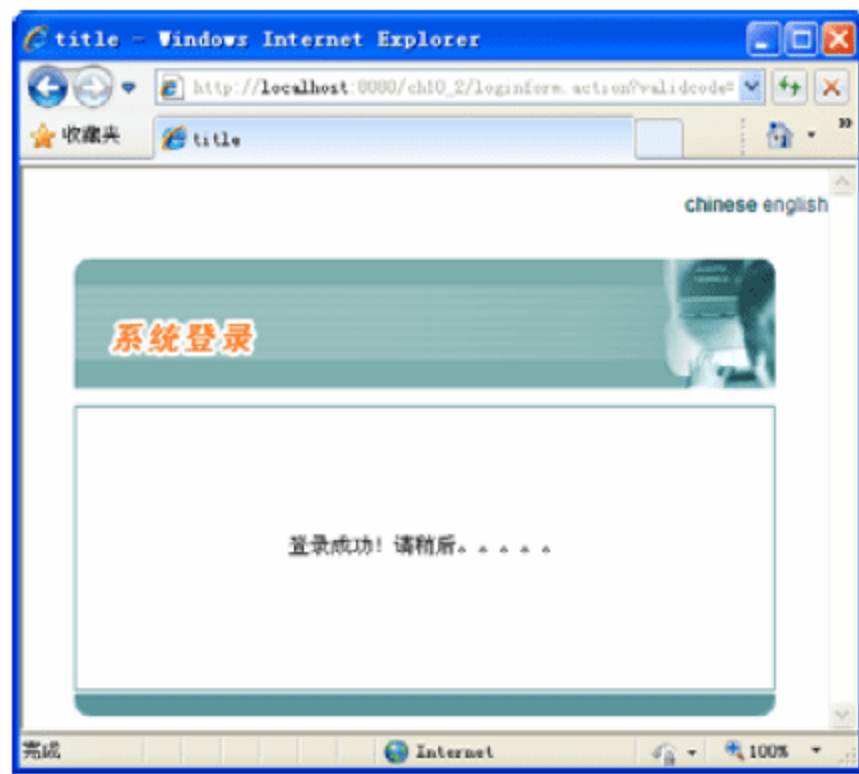 title - Windows Internet Explorer
http://localhost:8080/ch10_2/loginform.action?validcode=
收藏夹
title
»
chinese english
系统登录
登录成功! 请稍后。。。。。
完成
Internet
100%